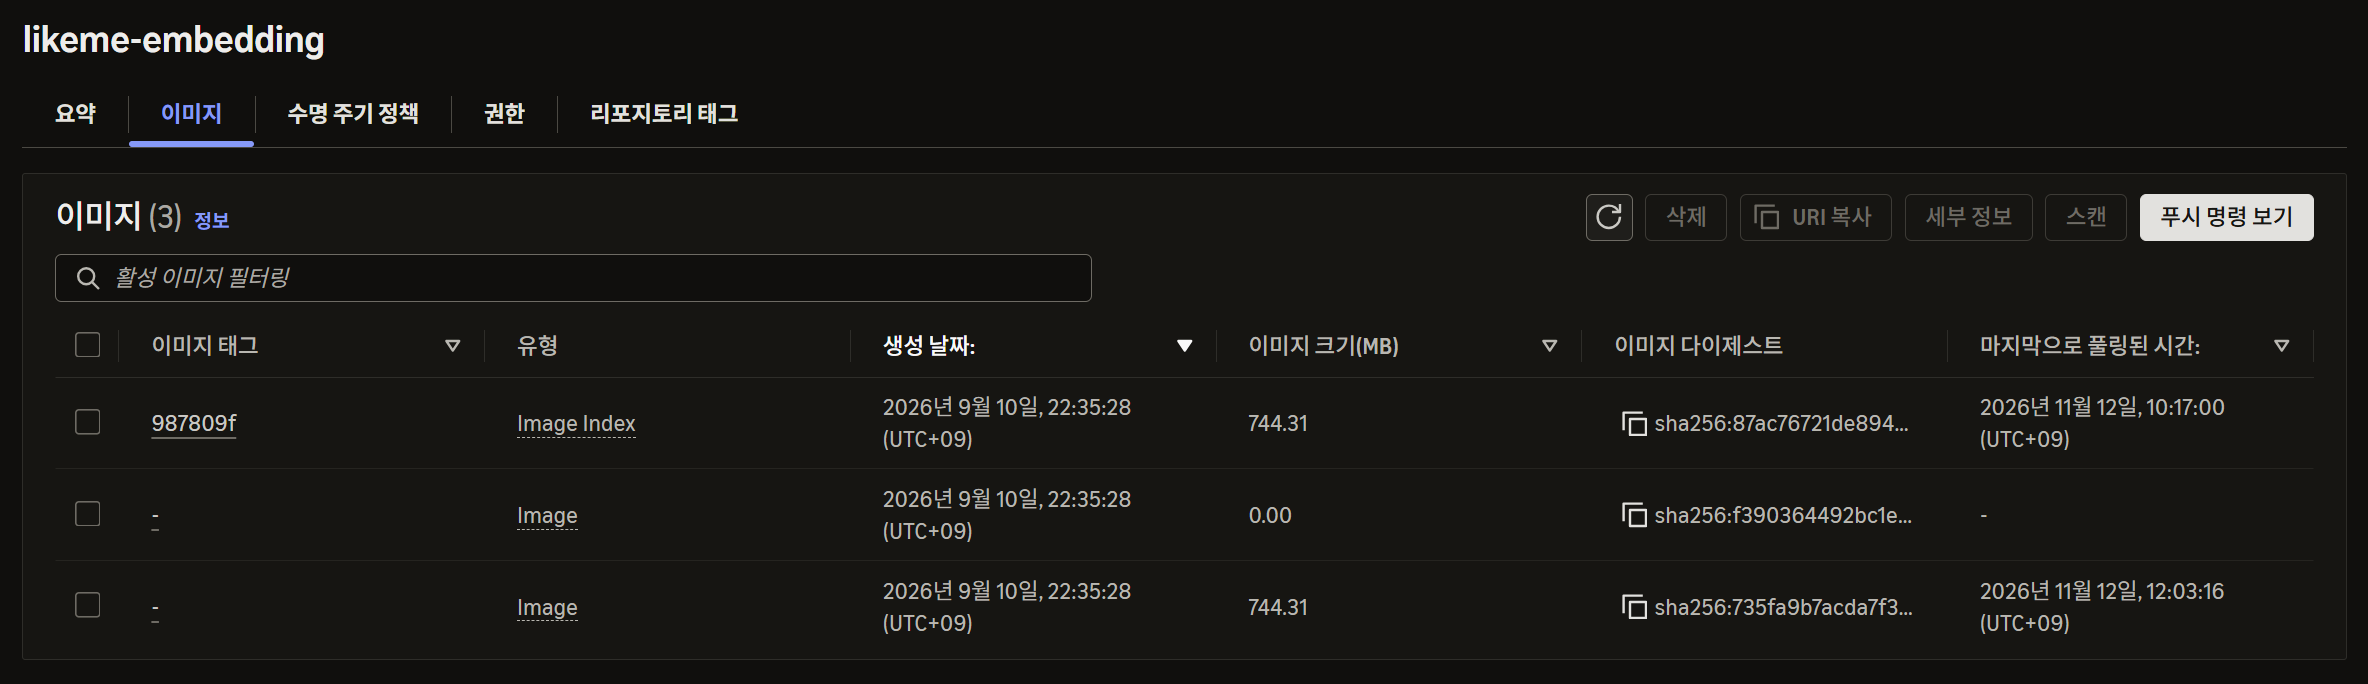 likeme-embedding
요약
이미지
수명 주기 정책
권한
리포지토리 태그
이미지 (3) 정보
삭제
URI 복사
세부 정보
스캔
푸시 명령 보기
활성 이미지 필터링
이미지 태그
유형
생성 날짜:
이미지 크기(MB)
이미지 다이제스트
마지막으로 풀링된 시간:
987809f
Image Index
2026년 9월 10일, 22:35:28
(UTC+09)
744.31
sha256:87ac76721de894...
2026년 11월 12일, 10:17:00
(UTC+09)
-
Image
2026년 9월 10일, 22:35:28
(UTC+09)
0.00
sha256:f390364492bc1e...
-
-
Image
2026년 9월 10일, 22:35:28
(UTC+09)
744.31
sha256:735fa9b7acda7f3...
2026년 11월 12일, 12:03:16
(UTC+09)